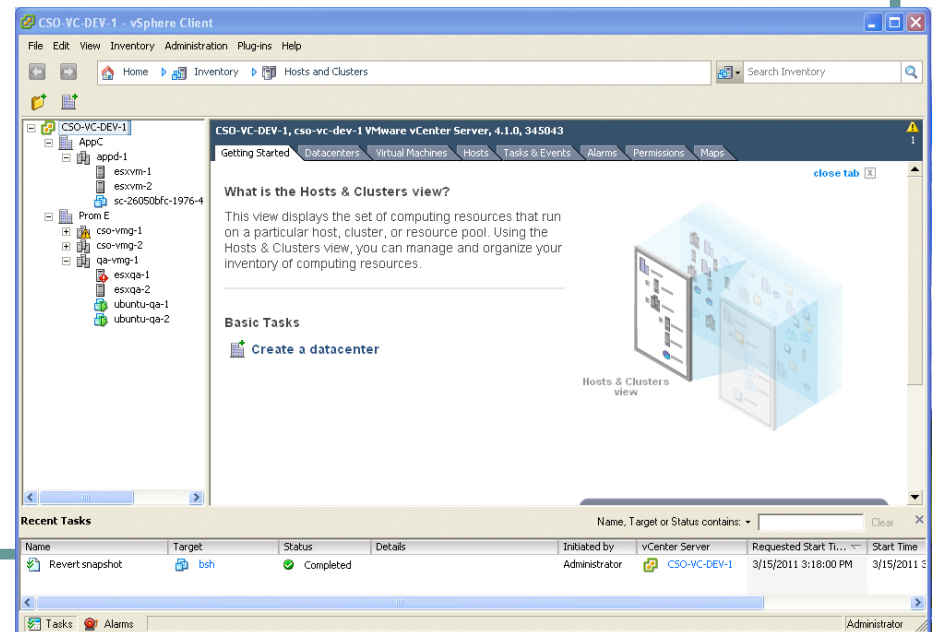 CSO-VC-DEV-1 - vSphere Client
File Edit View Inventory Administration Plug-ins Help
Home Inventory Hosts and Clusters
Search Inventory
CSO-VC-DEV-1
AppC
appd-1
esxvm-1
esxvm-2
sc-26050bfc-1976-4
Prom E
cso-vmg-1
cso-vmg-2
qa-vmg-1
esxqa-1
esxqa-2
ubuntu-qa-1
ubuntu-qa-2
CSO-VC-DEV-1, cso-vc-dev-1 VMware vCenter Server, 4.1.0, 345043
1
Getting Started Datacenters Virtual Machines Hosts Tasks & Events Alarms Permissions Maps
close tab X
What is the Hosts & Clusters view?
This view displays the set of computing resources that run
on a particular host, cluster, or resource pool. Using the
Hosts & Clusters view, you can manage and organize your
inventory of computing resources.
Basic Tasks
Create a datacenter
Hosts & Clusters
view
Recent Tasks
Name, Target or Status contains:
Clear
Name Target Status Details Initiated by vCenter Server Requested Start Ti... Start Time
Revert snapshot bsh Completed Administrator CSO-VC-DEV-1 3/15/2011 3:18:00 PM 3/15/2011 3
Tasks Alarms
Administrator